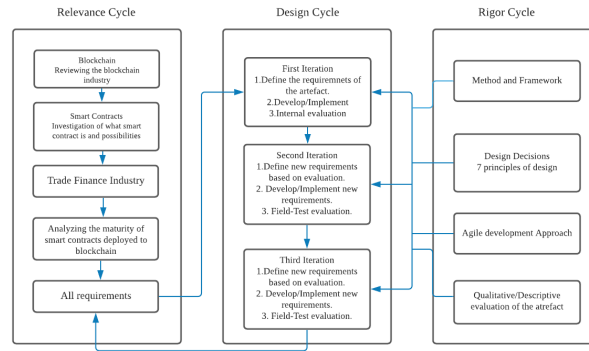 Relevance Cycle
Blockchain
Reviewing the blockchain
industry
Smart Contracts
Investigation of what smart
contract is and possibilities
Trade Finance Industry
Analyzing the maturity of
smart contracts deployed to
blockchain
All requirements
Design Cycle
First Iteration
1.Define the requiremnets of
the artefact.
2.Develop/Implement
3.Internal evaluation
Second Iteration
1.Define new requirements
based on evaluation.
2. Develop/Implement new
requirements.
3. Field-Test evaluation.
Third Iteration
1.Define new requirements
based on evaluation.
2. Develop/Implement new
requirements.
3. Field-Test evaluation.
Rigor Cycle
Method and Framework
Design Decisions
7 principles of design
Agile development Approach
Qualitative/Descriptive
evaluation of the atrefact